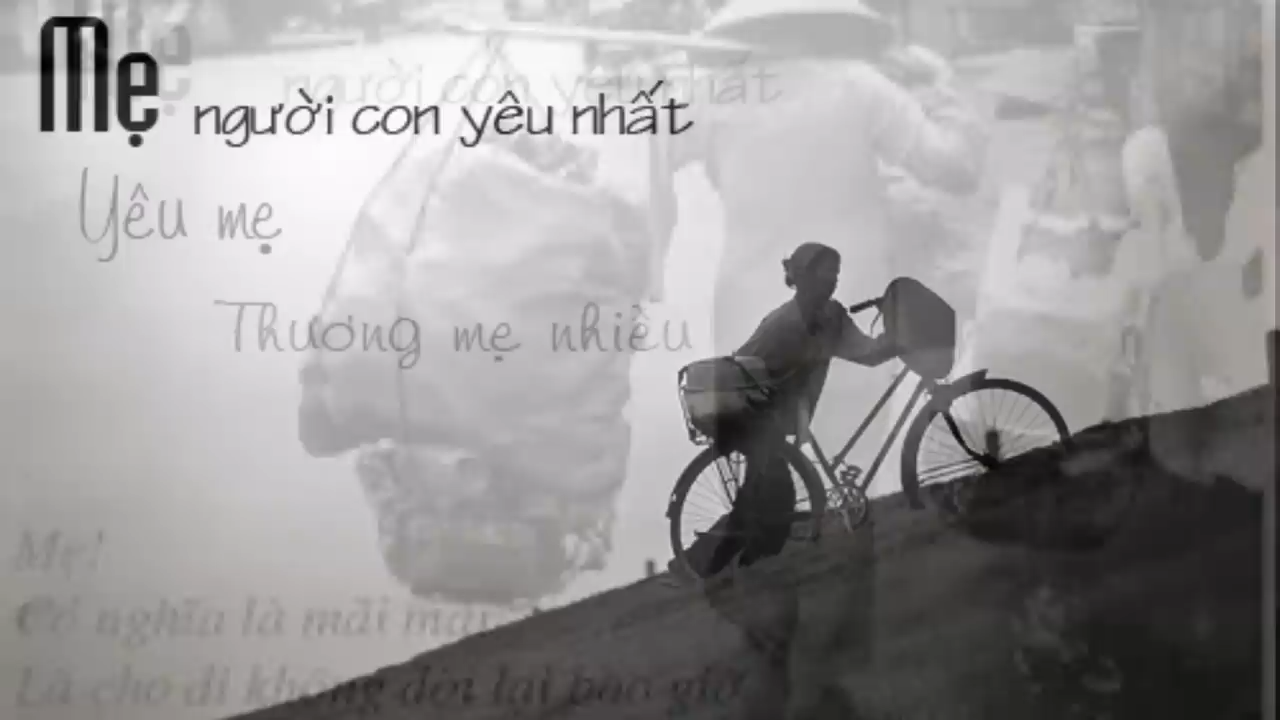 Mẹ người con yêu nhất
Yêu mẹ
Thương mẹ nhiều
Mẹ!
Có nghĩa là mãi mãi
Là cho đi không đòi lại bao giờ